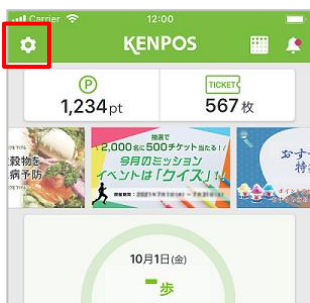 Carrier 12:00
KENPOS
P
TICKET
1,234pt
567枚
抽選で
2,000名に500チケット当たる!
9月のミッション
イベントは「クイズ」!
穀物を
病予防
おすす
特
10月1日(金)
-歩